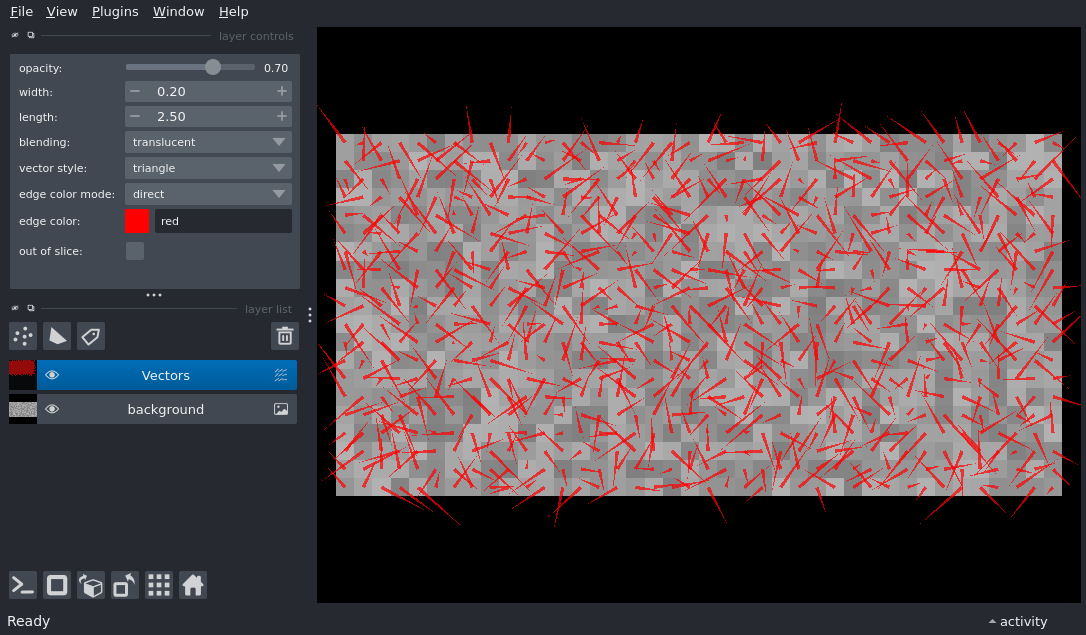 File View Plugins Window Help
layer controls
opacity: 0.70
width: 0.20
length: 2.50
blending: translucent
vector style: triangle
edge color mode: direct
edge color: red
out of slice:
layer list
Vectors
background
Ready
activity